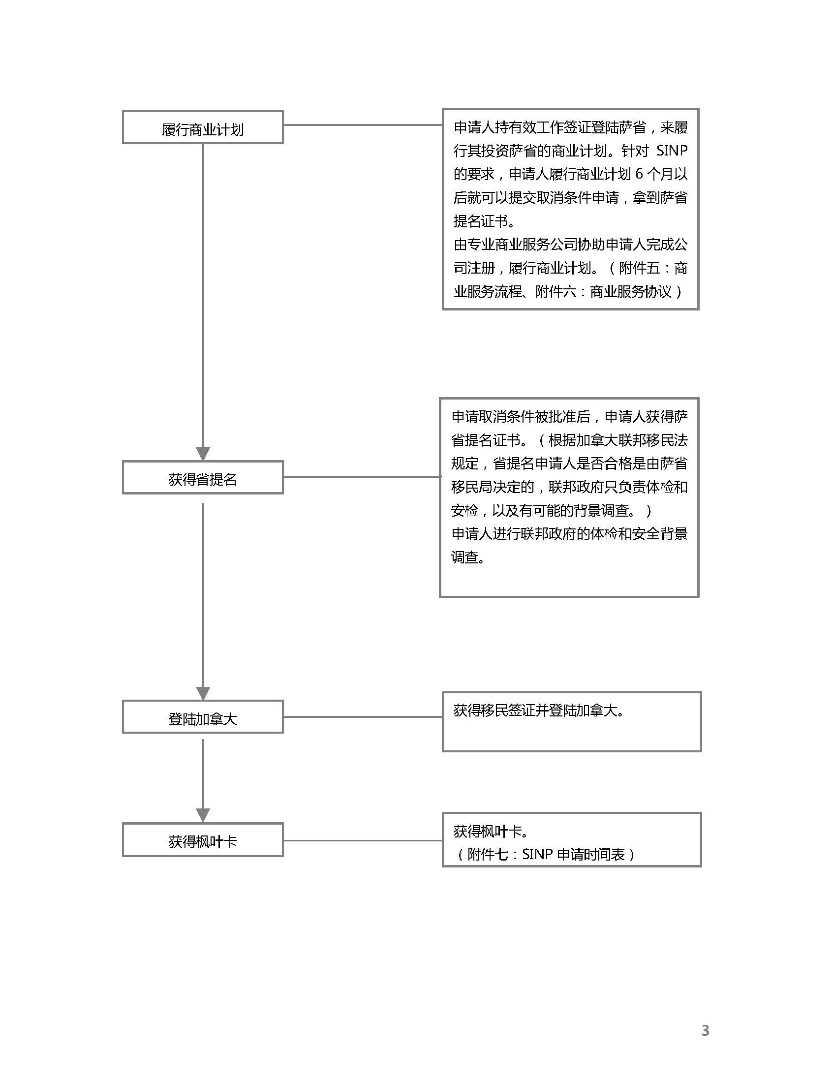 履行商业计划
申请人持有效工作签证登陆萨省，来履
行其投资萨省的商业计划。针对 SINP
的要求，申请人履行商业计划 6 个月以
后就可以提交取消条件申请，拿到萨省
提名证书。
由专业商业服务公司协助申请人完成公
司注册，履行商业计划。（附件五：商
业服务流程、附件六：商业服务协议）
获得省提名
申请取消条件被批准后，申请人获得萨
省提名证书。（根据加拿大联邦移民法
规定，省提名申请人是否合格是由萨省
移民局决定的，联邦政府只负责体检和
安检，以及有可能的背景调查。）
申请人进行联邦政府的体检和安全背景
调查。
登陆加拿大
获得移民签证并登陆加拿大。
获得枫叶卡
获得枫叶卡。
（附件七：SINP 申请时间表）
3